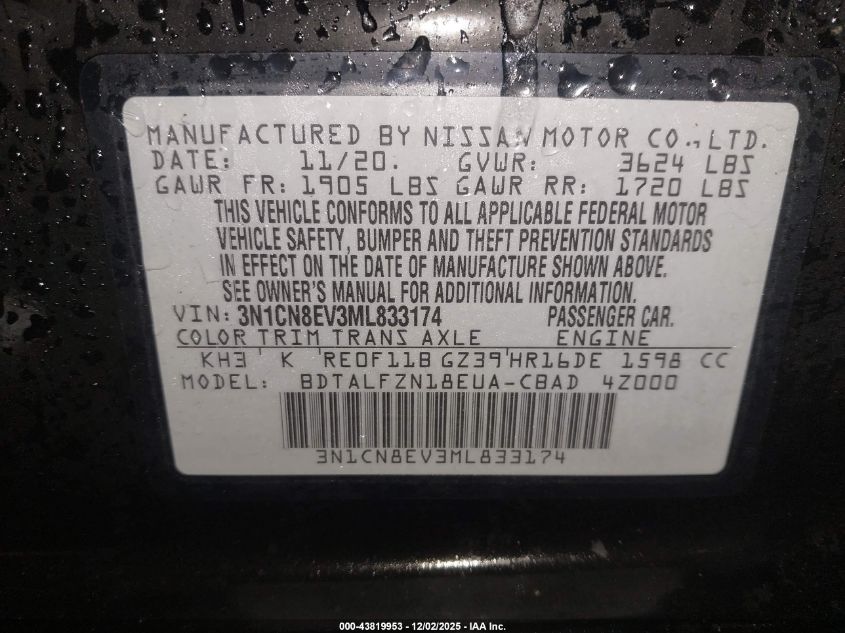 MANUFACTURED BY NISSAN MOTOR CO., LTD.
DATE: 11/20. GVWR: 3624 LBS
GAWR FR: 1905 LBS GAWR RR: 1720 LBS
THIS VEHICLE CONFORMS TO ALL APPLICABLE FEDERAL MOTOR
VEHICLE SAFETY, BUMPER AND THEFT PREVENTION STANDARDS
IN EFFECT ON THE DATE OF MANUFACTURE SHOWN ABOVE.
SEE OWNER'S MANUAL FOR ADDITIONAL INFORMATION.
VIN: 3N1CN8EV3ML833174 PASSENGER CAR.
COLOR TRIM TRANS AXLE ENGINE
KH3 ' K 'RE0F11B GZ39'HR16DE 1598 CC
MODEL: BDTALFZN18EUA-CBAD 4Z000
3N1CN8EV3ML833174
000-43819953 - 12/02/2025 - IAA Inc.